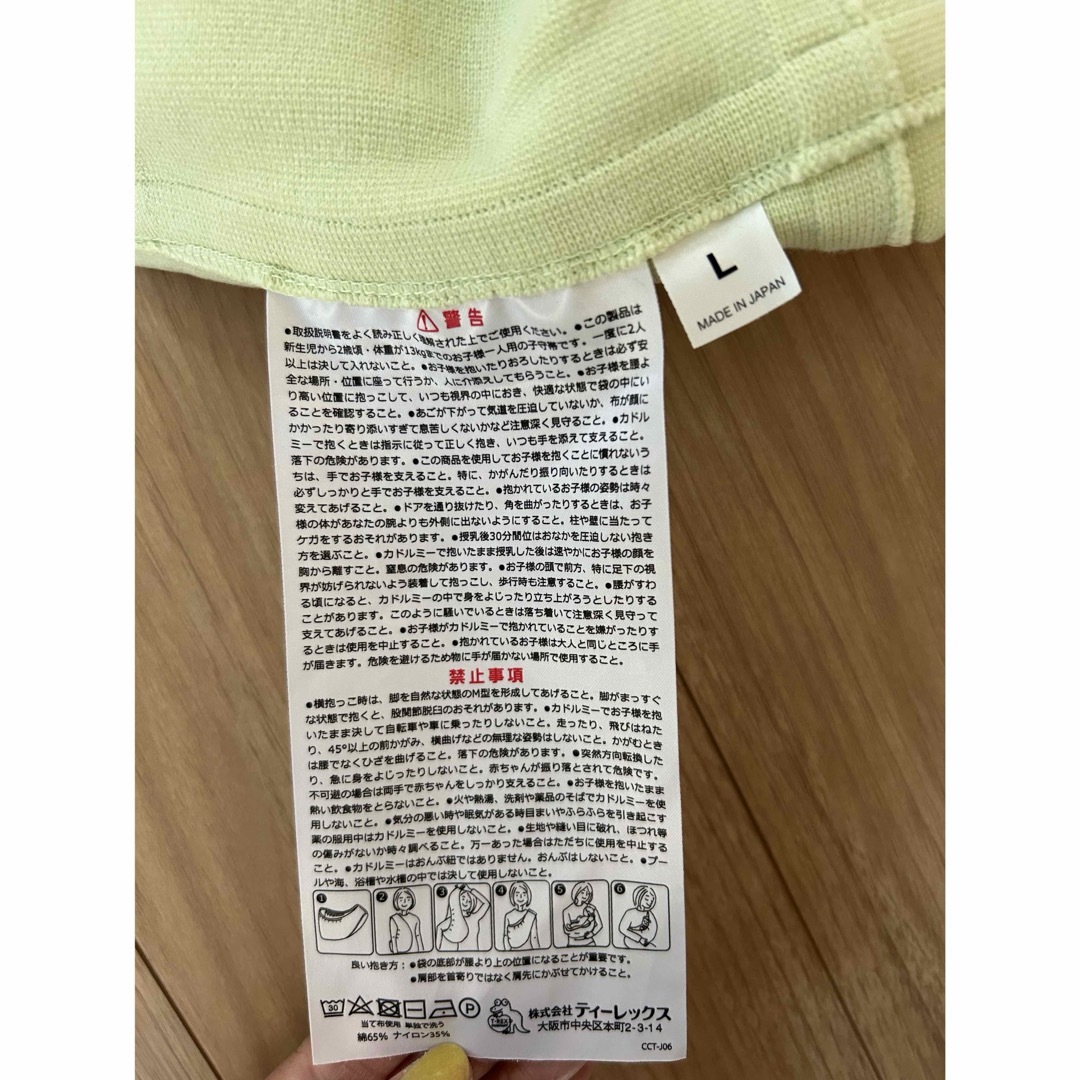 L
MADE IN JAPAN
警告
●取扱説明書をよく読み正しく理解された上でご使用ください。●この製品は
新生児から2歳頃・体重が13kgまでのお子様一人用の子守帯です。一度に2人
以上は決して入れないこと。●お子様を抱いたりおろしたりするときは必ず安
全な場所・位置に座って行うか、人に介添えしてもらうこと。●お子様を腰よ
り高い位置に抱っこして、いつも視界の中におき、快適な状態で袋の中にい
ることを確認すること。●あごが下がって気道を圧迫していないか、布が顔に
かかったり寄り添いすぎて息苦しくないかなど注意深く見守ること。●カドル
ミーで抱くときは指示に従って正しく抱き、いつも手を添えて支えること。
落下の危険があります。●この商品を使用してお子様を抱くことに慣れないう
ちは、手でお子様を支えること。特に、かがんだり振り向いたりするときは
必ずしっかりと手でお子様を支えること。●抱かれているお子様の姿勢は時々
変えてあげること。●ドアを通り抜けたり、角を曲がったりするときは、お子
様の体があなたの腕よりも外側に出ないようにすること。柱や壁に当たって
ケガをするおそれがあります。●授乳後30分間位はおなかを圧迫しない抱き
方を選ぶこと。●カドルミーで抱いたまま授乳した後は速やかにお子様の顔を
胸から離すこと。窒息の危険があります。●お子様の頭で前方、特に足下の視
界が妨げられないよう装着して抱っこし、歩行時も注意すること。●腰がすわ
る頃になると、カドルミーの中で身をよじったり立ち上がろうとしたりする
ことがあります。このように騒いでいるときは落ち着いて注意深く見守って
支えてあげること。●お子様がカドルミーで抱かれていることを嫌がったりす
るときは使用を中止すること。●抱かれているお子様は大人と同じところに手
が届きます。危険を避けるため物に手が届かない場所で使用すること。
禁止事項
●横抱っこ時は、脚を自然な状態のM型を形成してあげること。脚がまっすぐ
な状態で抱くと、股関節脱臼のおそれがあります。●カドルミーでお子様を抱
いたまま決して自転車や車に乗ったりしないこと。走ったり、飛びはねた
り、45°以上の前かがみ、横曲げなどの無理な姿勢はしないこと。かがむとき
は腰でなくひざを曲げること。落下の危険があります。●突然方向転換した
り、急に身をよじったりしないこと。赤ちゃんが振り落とされて危険です。
不可避の場合は両手で赤ちゃんをしっかり支えること。●お子様を抱いたまま
熱い飲食物をとらないこと。●火や熱湯、洗剤や薬品のそばでカドルミーを使
用しないこと。●気分の悪い時や眠気がある時目まいやふらふらを引き起こす
薬の服用中はカドルミーを使用しないこと。●生地や縫い目に破れ、ほつれ等
の傷みがないか時々調べること。万一あった場合はただちに使用を中止する
こと。●カドルミーはおんぶ紐ではありません。おんぶはしないこと。●プー
ルや海、浴槽や水槽の中では決して使用しないこと。
1 2 3 4 5 6
良い抱き方：●袋の底部が腰より上の位置になることが重要です。
●肩部を首寄りではなく肩先にかぶせてかけること。
30 P
当て布使用 単独で洗う
綿65% ナイロン35%
T-REX
株式会社ティーレックス
大阪市中央区本町2-3-14
CCT-J06